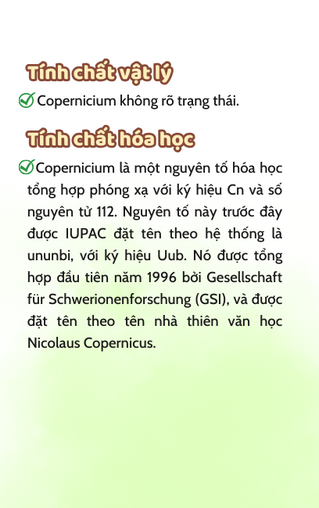 Tính chất vật lý
Copernicium không rõ trạng thái.
Tính chất hóa học
Copernicium là một nguyên tố hóa học
tổng hợp phóng xạ với ký hiệu Cn và số
nguyên tử 112. Nguyên tố này trước đây
được IUPAC đặt tên theo hệ thống là
ununbi, với ký hiệu Uub. Nó được tổng
hợp đầu tiên năm 1996 bởi Gesellschaft
für Schwerionenforschung (GSI), và được
đặt tên theo tên nhà thiên văn học
Nicolaus Copernicus.